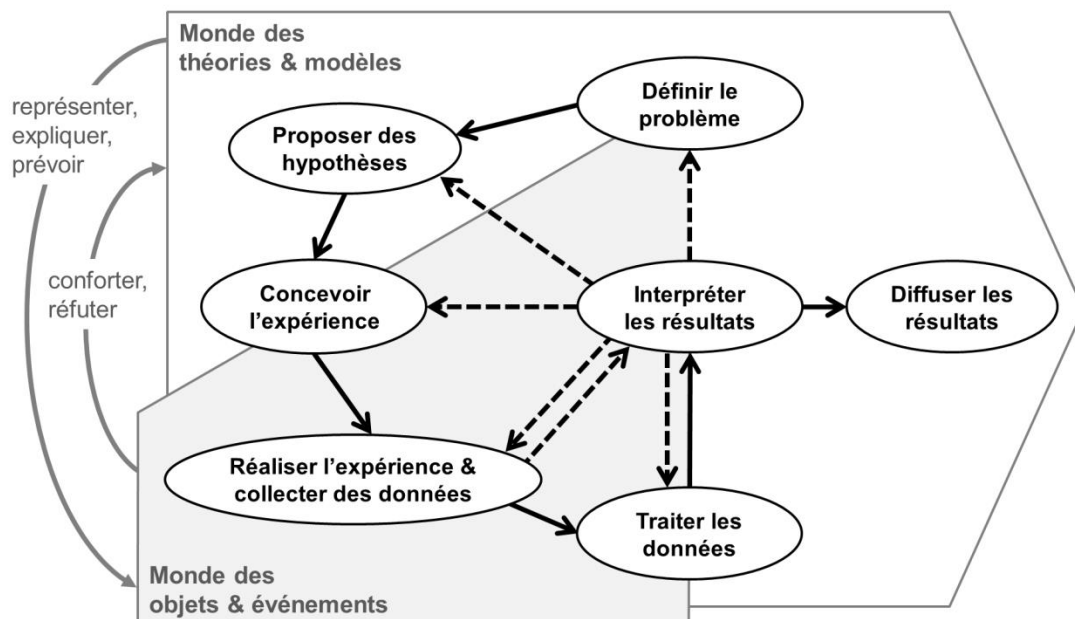 Monde des
théories & modèles
représenter,
expliquer,
prévoir
conforter,
réfuter
Définir le
problème
Proposer des
hypothèses
Concevoir
l’expérience
Interpréter
les résultats
Diffuser les
résultats
Réaliser l’expérience &
collecter des données
Traiter les
données
Monde des
objets & événements